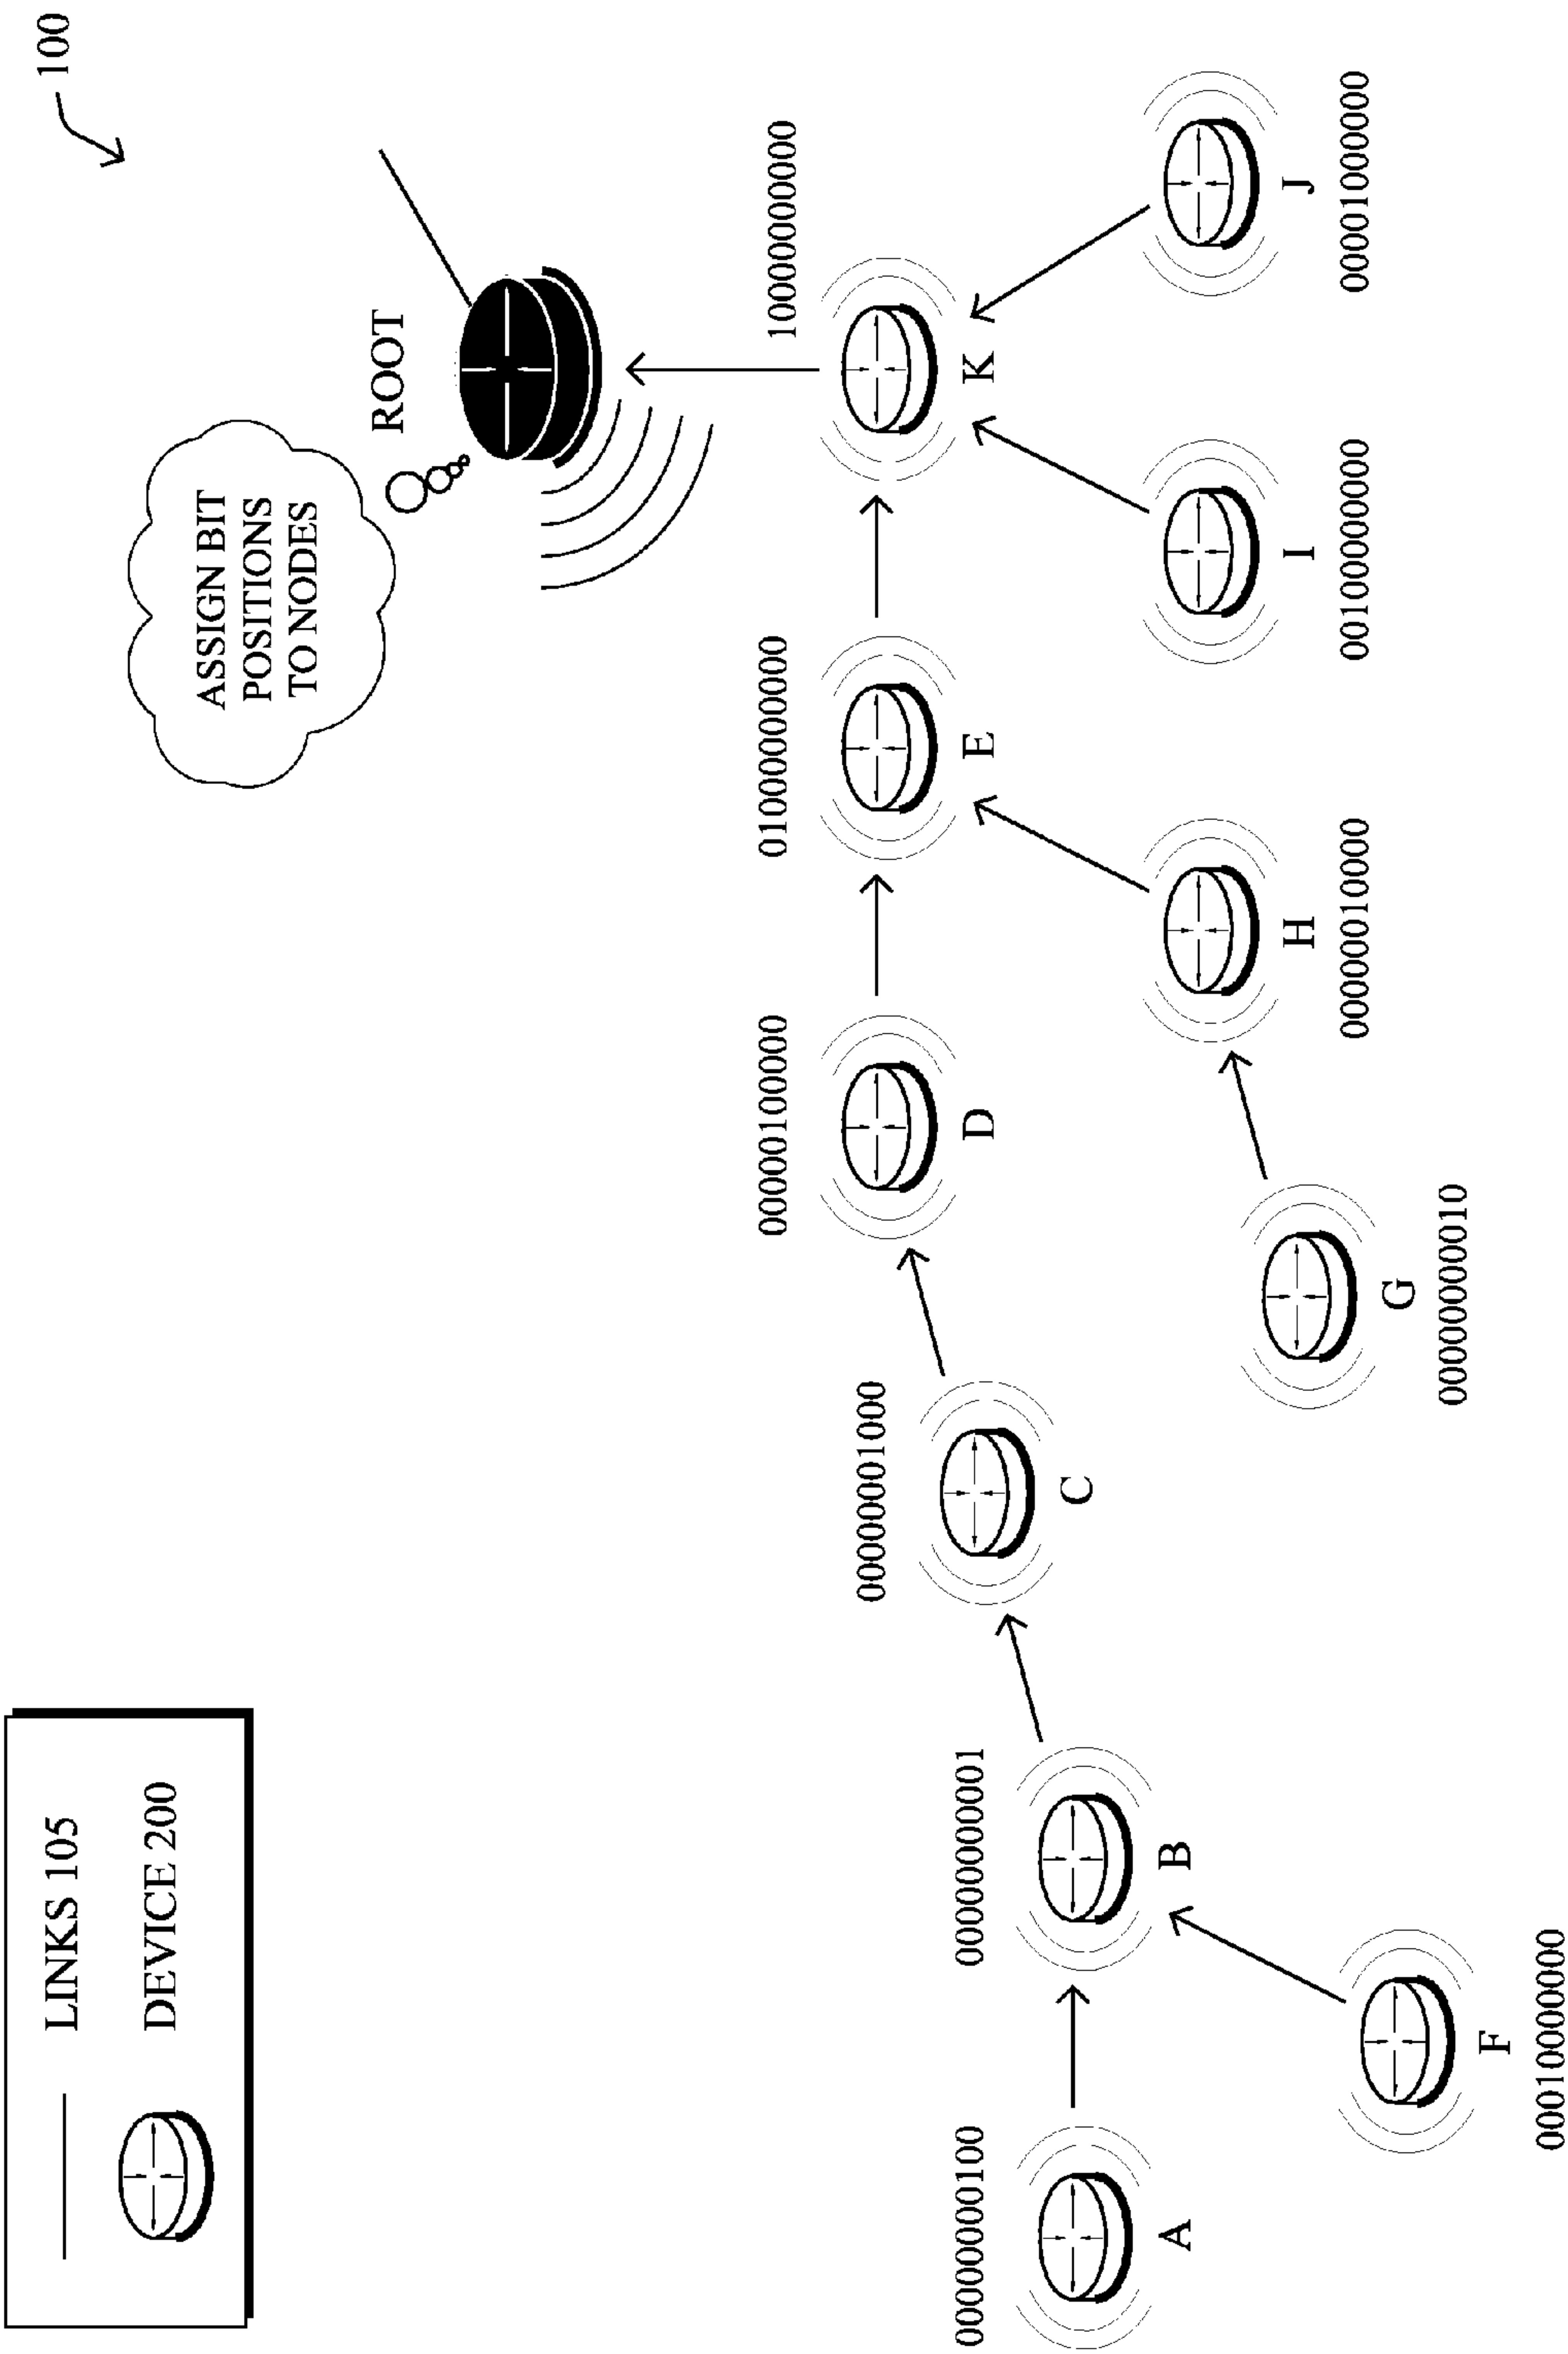 LINKS 105
DEVICE 200
100
ASSIGN BIT
POSITIONS
TO NODES
ROOT
00000100000
01000000000
10000000000
D
E
K
00000001000
C
00000000100
00000000001
A
B
H
I
J
00000010000
00100000000
00001000000
G
00000000010
F
00010000000